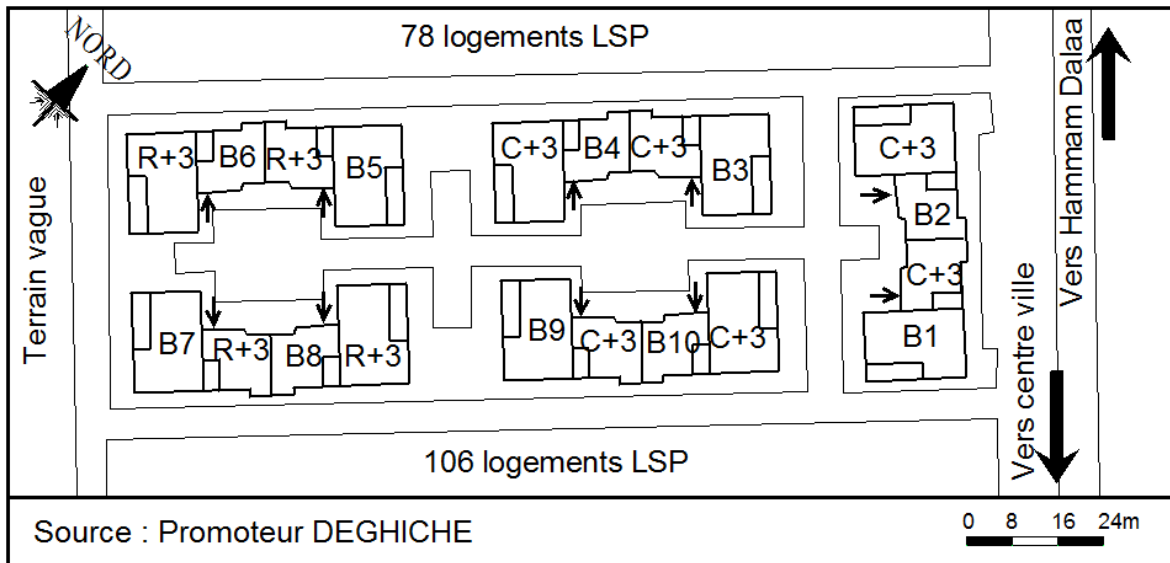 78 logements LSP
NORD
Terrain vague
R+3
B6
R+3
B5
C+3
B4
C+3
B3
C+3
B2
C+3
B1
B7
R+3
B8
R+3
B9
C+3
B10
C+3
Vers Hammam Dalaa
Vers centre ville
106 logements LSP
Source : Promoteur DEGHICHE
0 8 16 24m